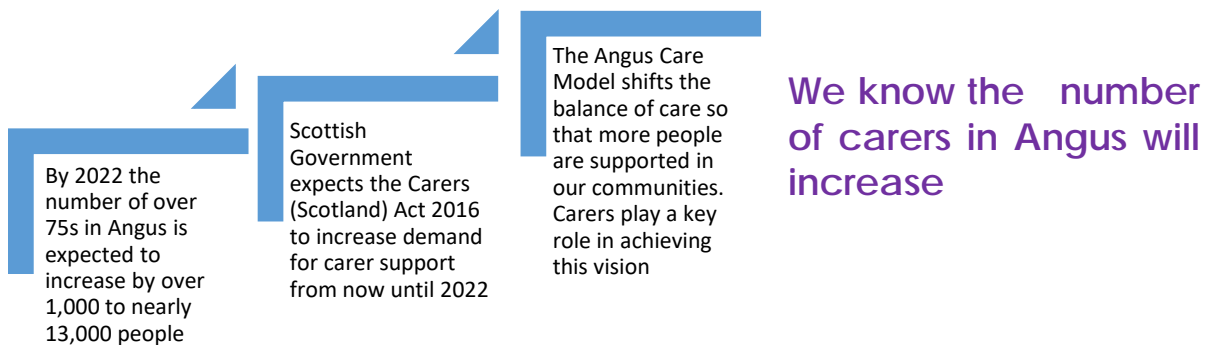 By 2022 the
number of over
75s in Angus is
expected to
increase by over
1,000 to nearly
13,000 people
Scottish
Government
expects the Carers
(Scotland) Act 2016
to increase demand
for carer support
from now until 2022
The Angus Care
Model shifts the
balance of care so
that more people
are supported in
our communities.
Carers play a key
role in achieving
this vision
We know the number
of carers in Angus will
increase